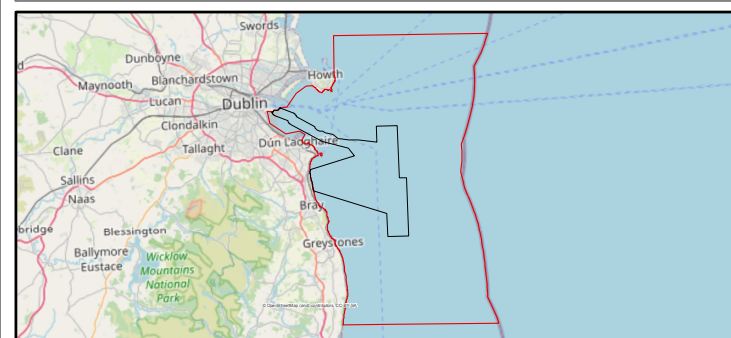 Swords
Dunboyne
Blanchardstown
Howth
Maynooth
Lucan
Dublin
Clondalkin
Dún Laoghaire
Clane
Tallaght
Sallins
Naas
Bray
bridge
Blessington
Greystones
Ballymore
Eustace
Wicklow
Mountains
National
Park